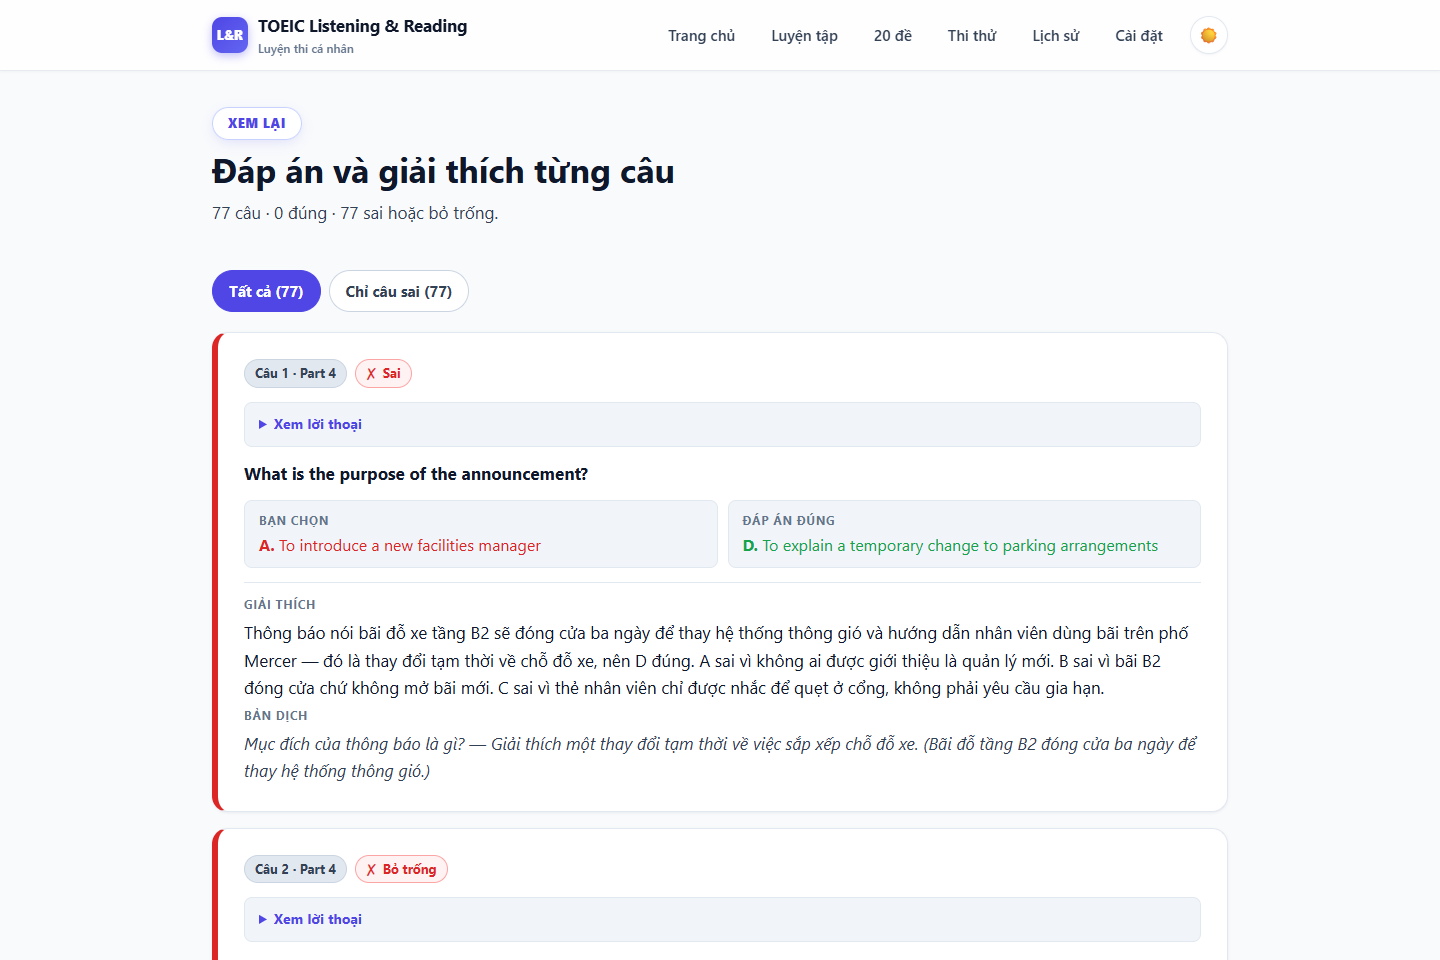 L&R
TOEIC Listening & Reading
Luyện thi cá nhân
Trang chủ
Luyện tập
20 đề
Thi thử
Lịch sử
Cài đặt
XEM LẠI
Đáp án và giải thích từng câu
77 câu · 0 đúng · 77 sai hoặc bỏ trống.
Tất cả (77)
Chỉ câu sai (77)
Câu 1 · Part 4
✗ Sai
▶ Xem lời thoại
What is the purpose of the announcement?
BẠN CHỌN
A. To introduce a new facilities manager
ĐÁP ÁN ĐÚNG
D. To explain a temporary change to parking arrangements
GIẢI THÍCH
Thông báo nói bãi đỗ xe tầng B2 sẽ đóng cửa ba ngày để thay hệ thống thông gió và hướng dẫn nhân viên dùng bãi trên phố
Mercer — đó là thay đổi tạm thời về chỗ đỗ xe, nên D đúng. A sai vì không ai được giới thiệu là quản lý mới. B sai vì bãi B2
đóng cửa chứ không mở bãi mới. C sai vì thẻ nhân viên chỉ được nhắc để quẹt ở cổng, không phải yêu cầu gia hạn.
BẢN DỊCH
Mục đích của thông báo là gì? — Giải thích một thay đổi tạm thời về việc sắp xếp chỗ đỗ xe. (Bãi đỗ tầng B2 đóng cửa ba ngày để
thay hệ thống thông gió.)
Câu 2 · Part 4
✗ Bỏ trống
▶ Xem lời thoại